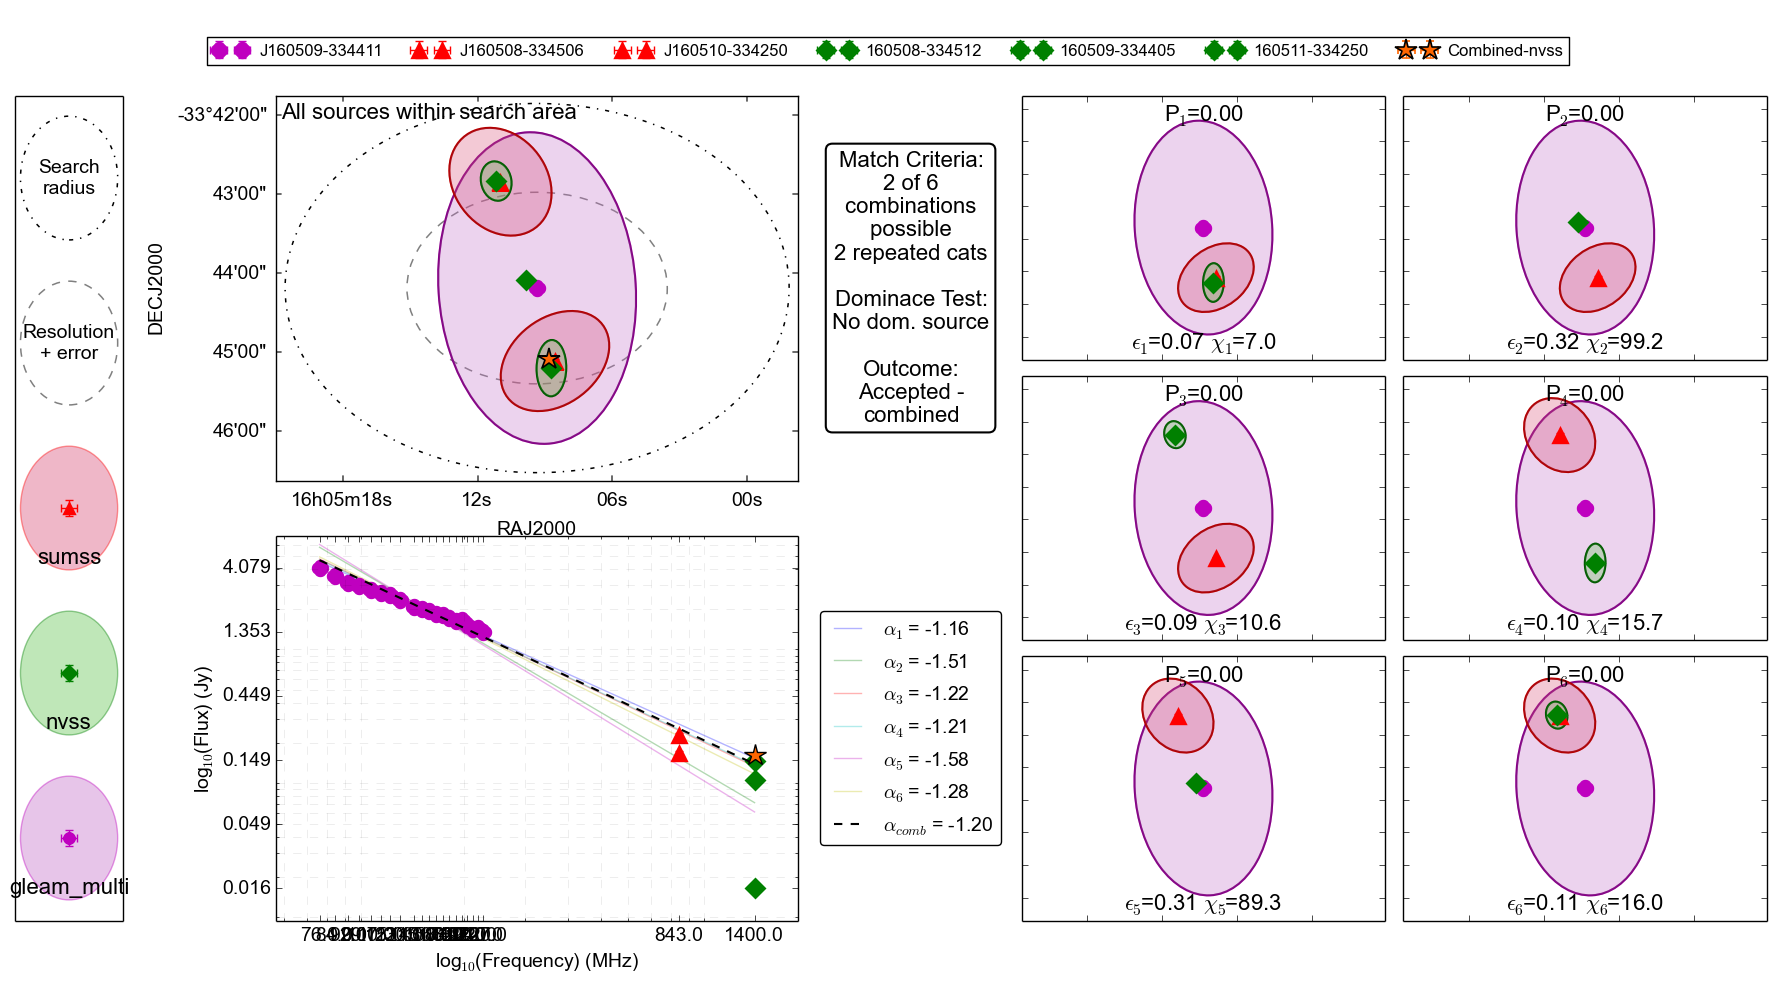 J160509-334411 J160508-334506 J160510-334250 160508-334512 160509-334405 160511-334250 Combined-nvss
Search
radius
Resolution
+ error
sumss
nvss
gleam_multi
All sources within search area
-33°42'00"
43'00"
44'00"
45'00"
46'00"
DECJ2000
16h05m18s 12s 06s 00s
RAJ2000
Match Criteria:
2 of 6
combinations
possible
2 repeated cats
Dominace Test:
No dom. source
Outcome:
Accepted -
combined
4.079
1.353
0.449
0.149
0.049
0.016
log10(Flux) (Jy)
843.0 1400.0
log10(Frequency) (MHz)
α1 = -1.16
α2 = -1.51
α3 = -1.22
α4 = -1.21
α5 = -1.58
α6 = -1.28
αcomb = -1.20
P1=0.00
ϵ1=0.07 χ1=7.0
P2=0.00
ϵ2=0.32 χ2=99.2
P3=0.00
ϵ3=0.09 χ3=10.6
P4=0.00
ϵ4=0.10 χ4=15.7
P5=0.00
ϵ5=0.31 χ5=89.3
P6=0.00
ϵ6=0.11 χ6=16.0